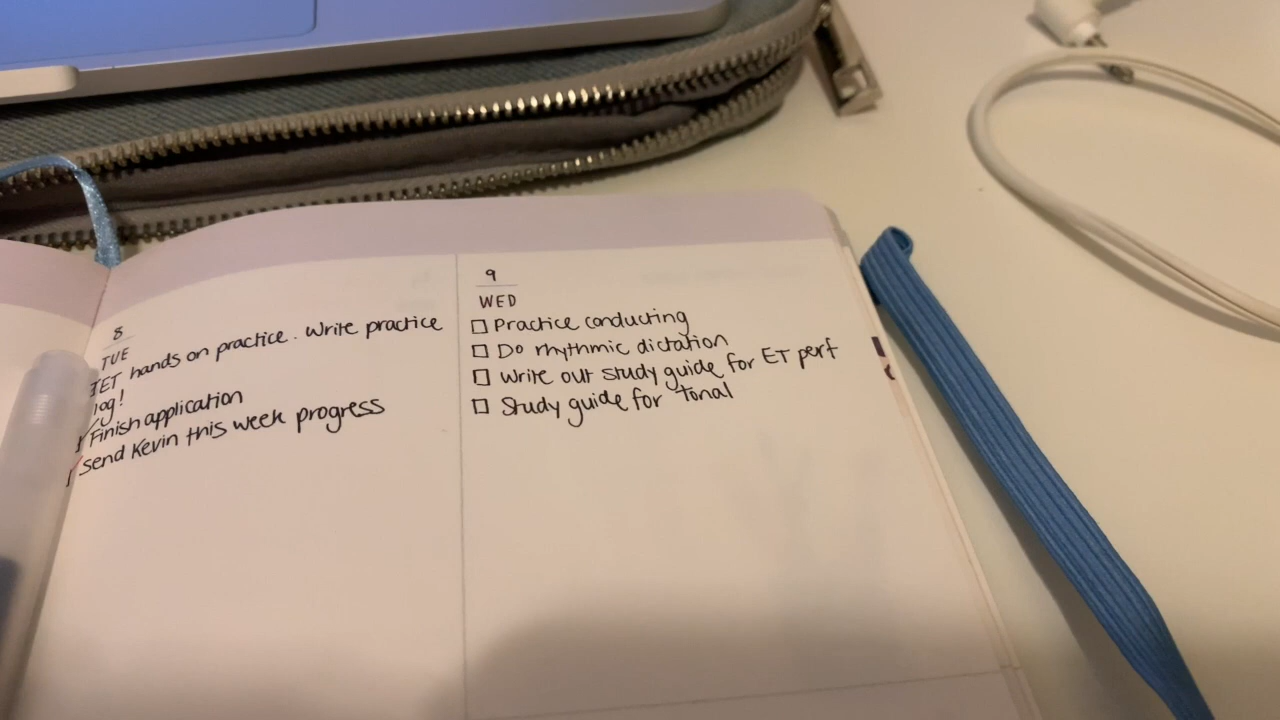 8
TUE
ET hands on practice. Write practice
log!
Finish application
Send Kevin this week progress
9
WED
Practice conducting
Do rhythmic dictation
Write out study guide for ET perf
Study guide for Tonal